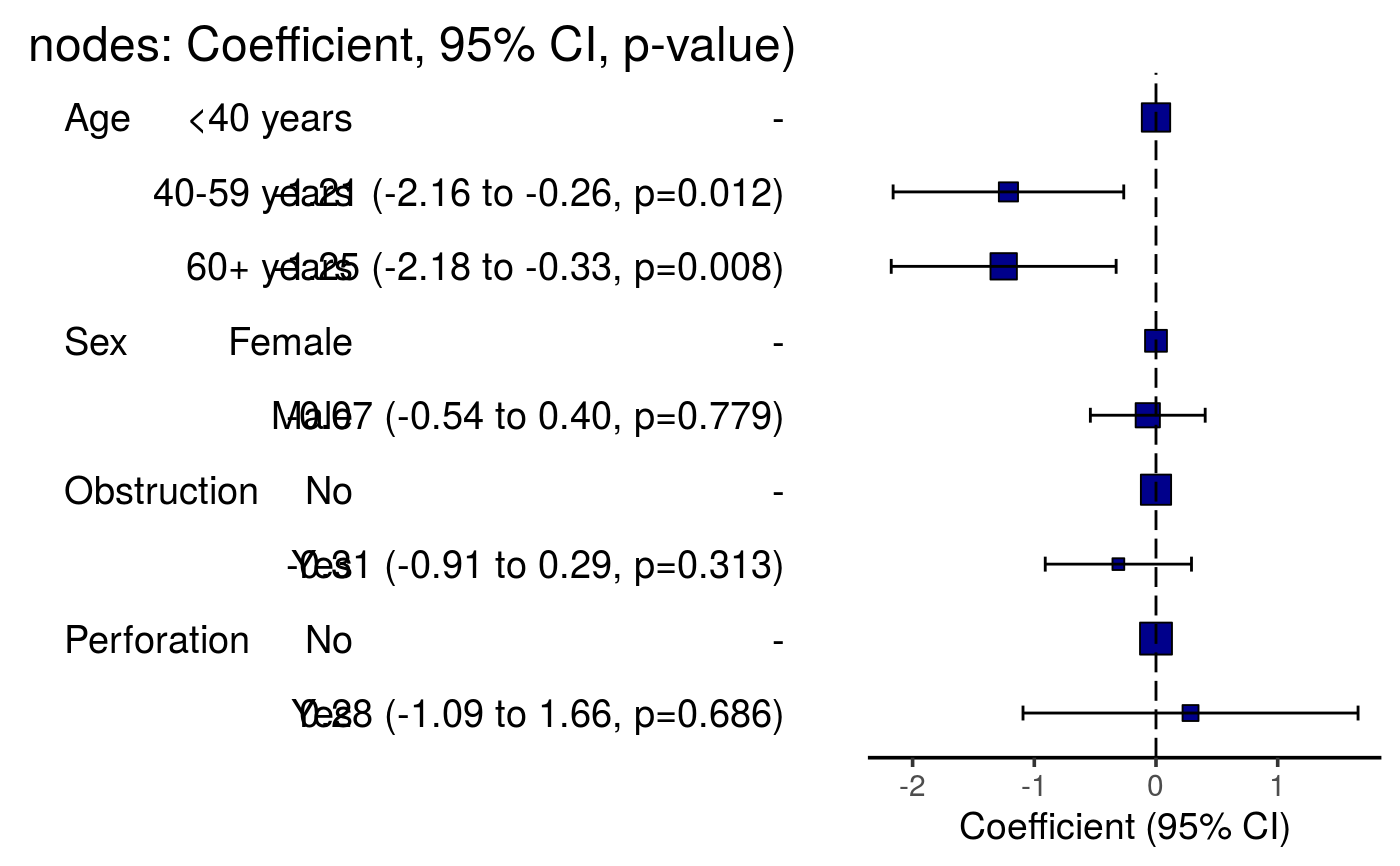 nodes: Coefficient, 95% CI, p-value)
Age <40 years -
40-59 years -1.21 (-2.16 to -0.26, p=0.012)
60+ years -1.25 (-2.18 to -0.33, p=0.008)
Sex Female -
Male -0.07 (-0.54 to 0.40, p=0.779)
Obstruction No -
Yes -0.31 (-0.91 to 0.29, p=0.313)
Perforation No -
Yes 0.28 (-1.09 to 1.66, p=0.686)
-2 -1 0 1
Coefficient (95% CI)